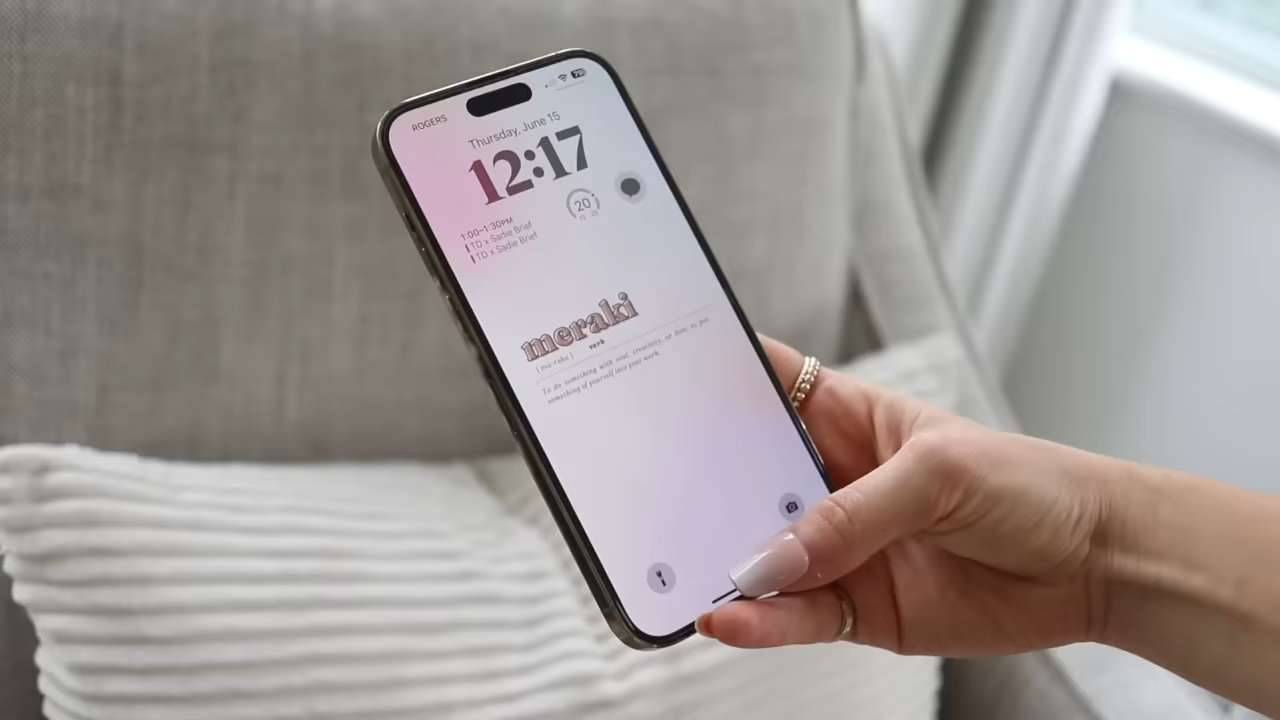 ROGERS
Thursday, June 15
12:17
20
1:00–1:30PM
TD x Sadie Brief
TD x Sadie Brief
meraki
verb
To do something with soul, creativity, or love; to put
something of yourself into your work.